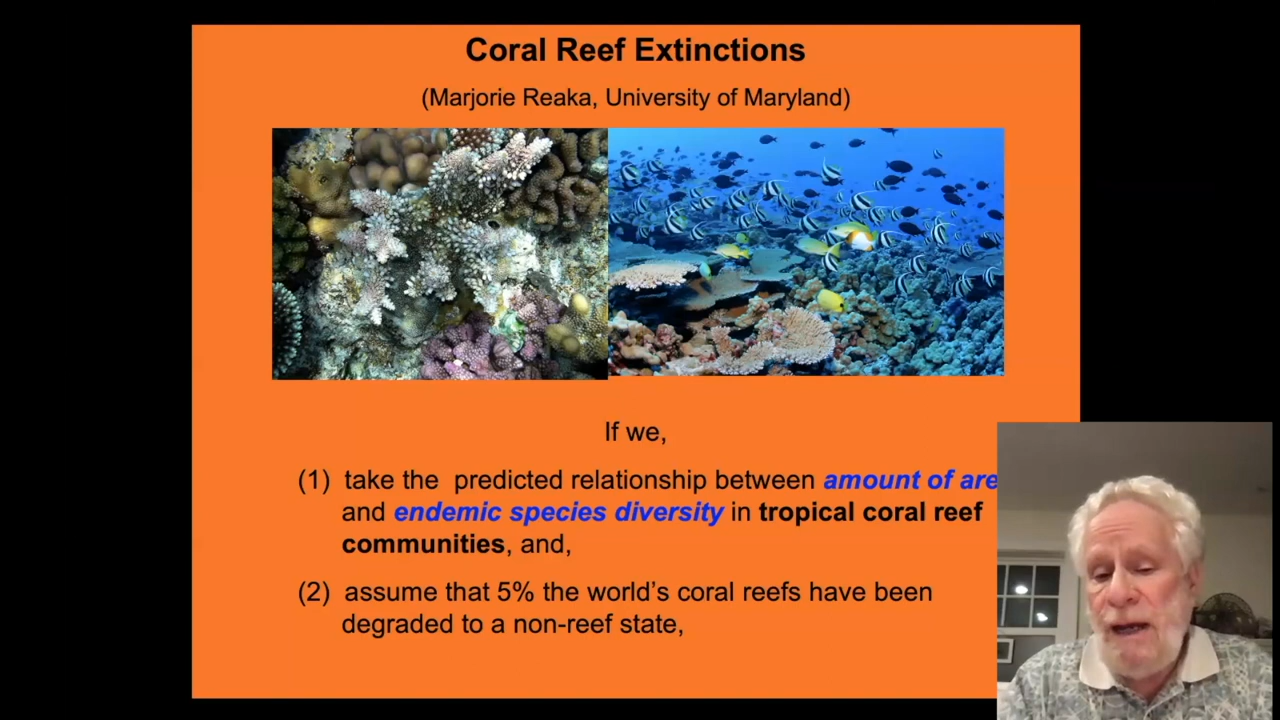 Coral Reef Extinctions
(Marjorie Reaka, University of Maryland)
If we,
(1) take the predicted relationship between amount of are
and endemic species diversity in tropical coral reef
communities, and,
(2) assume that 5% the world's coral reefs have been
degraded to a non-reef state,